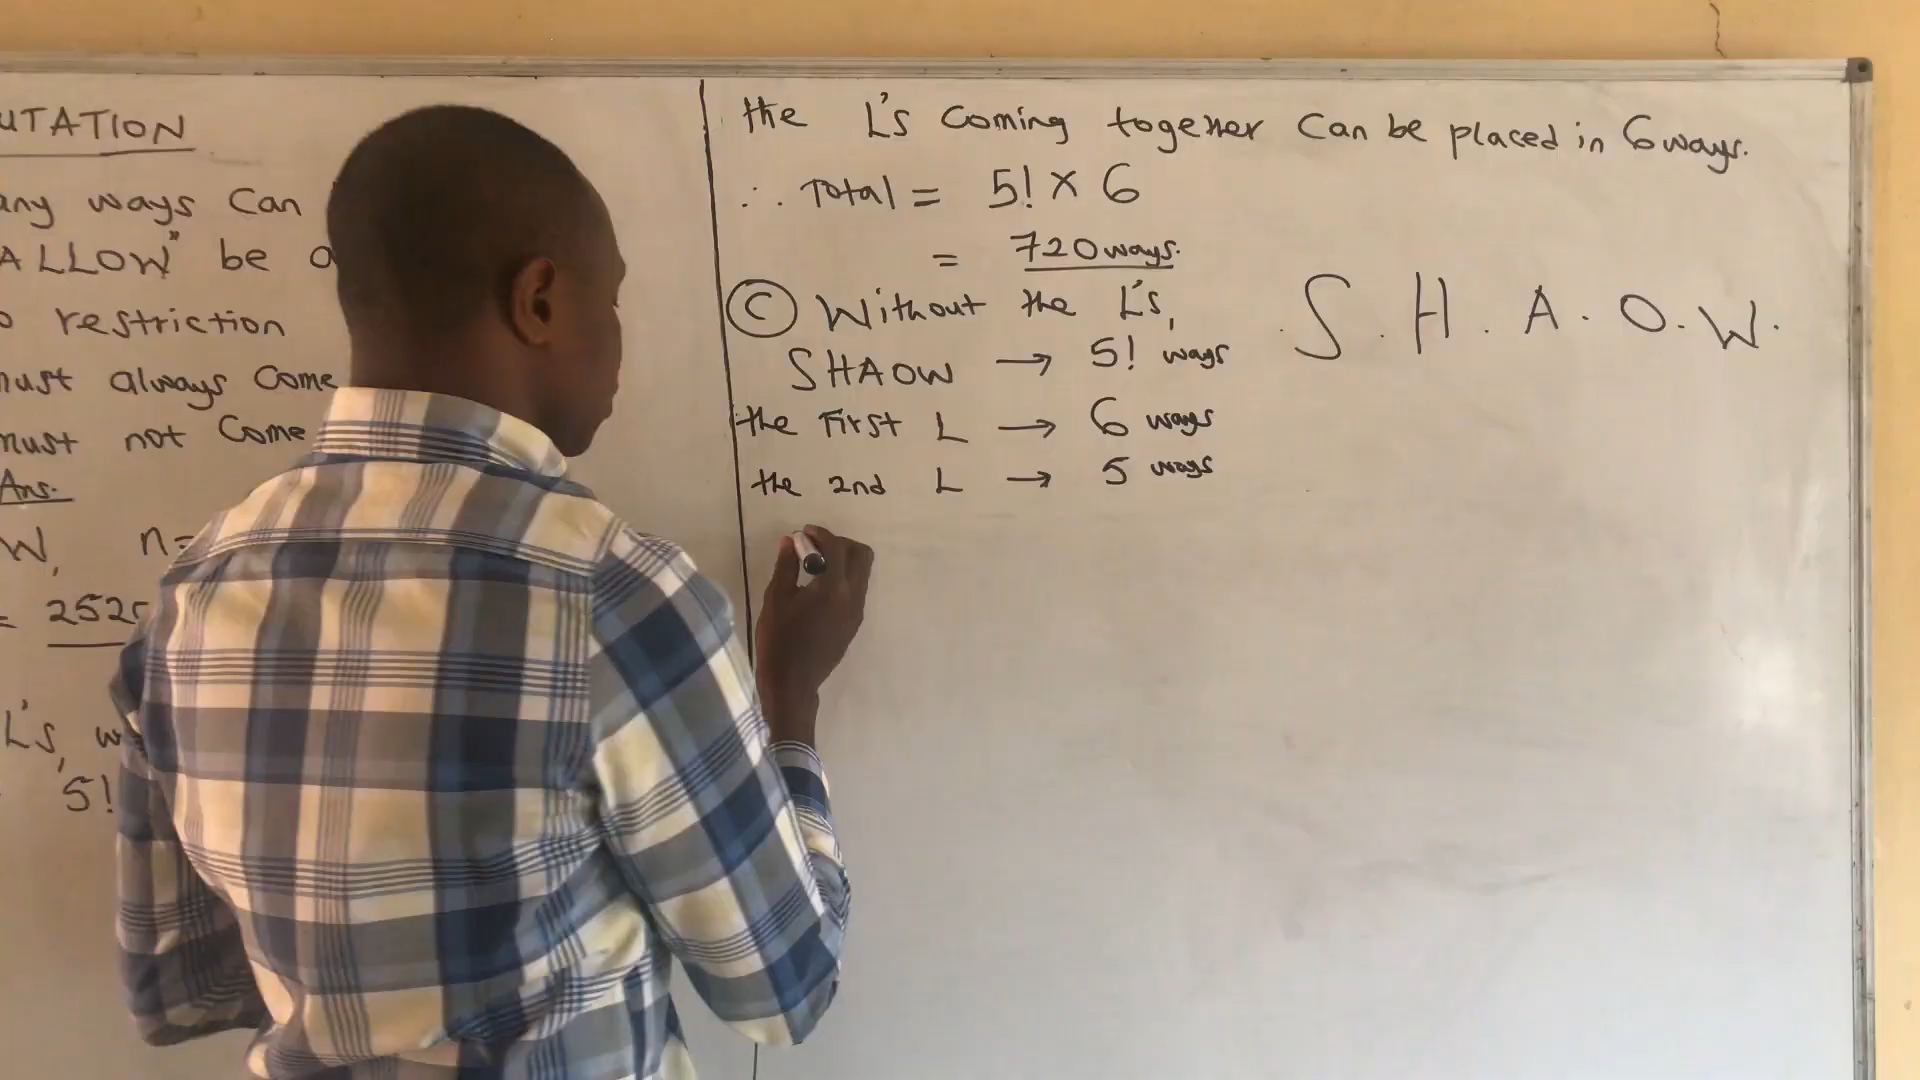 UTATION
any ways Can
ALLOW" be a
restriction
must always Come
must not Come
Ans.
W, n=
= 252
L's, w
5!
the L's Coming together Can be placed in 6 ways.
∴ Total = 5! × 6
= 720 ways.
Ⓒ Without the L's,
SHAOW → 5! ways
the First L → 6 ways
the 2nd L → 5 ways
. S . H . A . O . W .